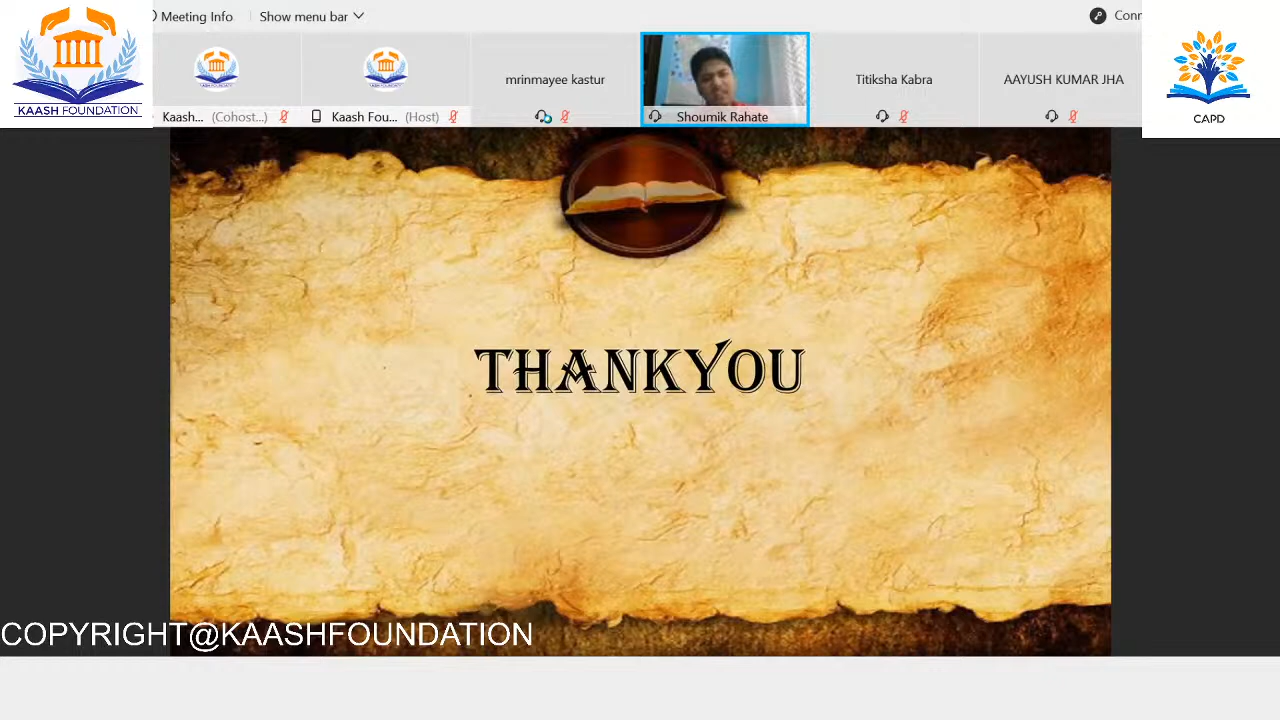 Meeting Info
Show menu bar
Conn
KAASH FOUNDATION
Kaash... (Cohost...)
Kaash Fou... (Host)
mrinmayee kastur
Shoumik Rahate
Titiksha Kabra
AAYUSH KUMAR JHA
CAPD
THANKYOU
COPYRIGHT@KAASHFOUNDATION